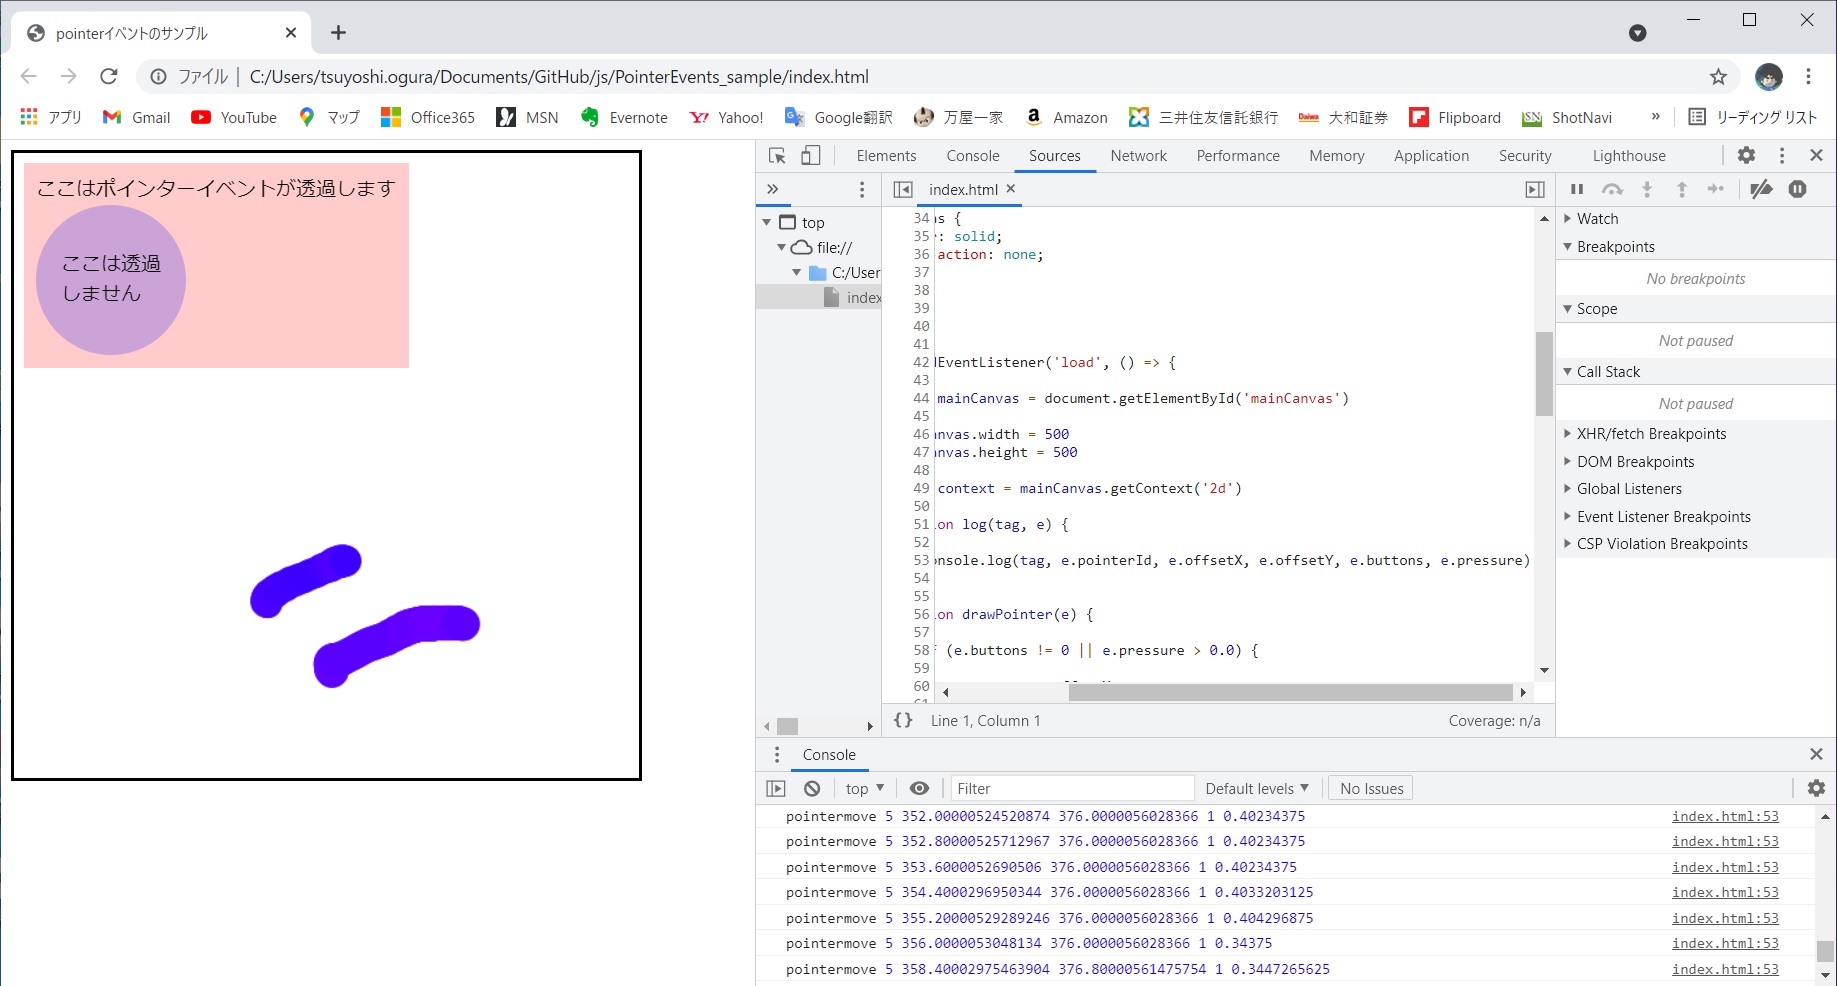 pointerイベントのサンプル
ファイル | C:/Users/tsuyoshi.ogura/Documents/GitHub/js/PointerEvents_sample/index.html
アプリ Gmail YouTube マップ Office365 MSN Evernote Yahoo! Google翻訳 万屋一家 Amazon 三井住友信託銀行 大和証券 Flipboard ShotNavi » リーディング リスト
ここはポインターイベントが透過します
ここは透過
しません
Elements Console Sources Network Performance Memory Application Security Lighthouse
» index.html
top
file://
C:/User
index
34 s {
35 : solid;
36 action: none;
37
38
39
40
41
42 EventListener('load', () => {
43
44 mainCanvas = document.getElementById('mainCanvas')
45
46 nvas.width = 500
47 nvas.height = 500
48
49 context = mainCanvas.getContext('2d')
50
51 on log(tag, e) {
52
53 nsole.log(tag, e.pointerId, e.offsetX, e.offsetY, e.buttons, e.pressure)
54
55
56 on drawPointer(e) {
57
58 (e.buttons != 0 || e.pressure > 0.0) {
59
60
61
{} Line 1, Column 1 Coverage: n/a
Watch
Breakpoints
No breakpoints
Scope
Not paused
Call Stack
Not paused
XHR/fetch Breakpoints
DOM Breakpoints
Global Listeners
Event Listener Breakpoints
CSP Violation Breakpoints
Console
top Filter Default levels No Issues
pointermove 5 352.00000524520874 376.0000056028366 1 0.40234375 index.html:53
pointermove 5 352.80000525712967 376.0000056028366 1 0.40234375 index.html:53
pointermove 5 353.6000052690506 376.0000056028366 1 0.40234375 index.html:53
pointermove 5 354.4000296950344 376.0000056028366 1 0.4033203125 index.html:53
pointermove 5 355.20000529289246 376.0000056028366 1 0.404296875 index.html:53
pointermove 5 356.0000053048134 376.0000056028366 1 0.34375 index.html:53
pointermove 5 358.40002975463904 376.80000561475754 1 0.3447265625 index.html:53